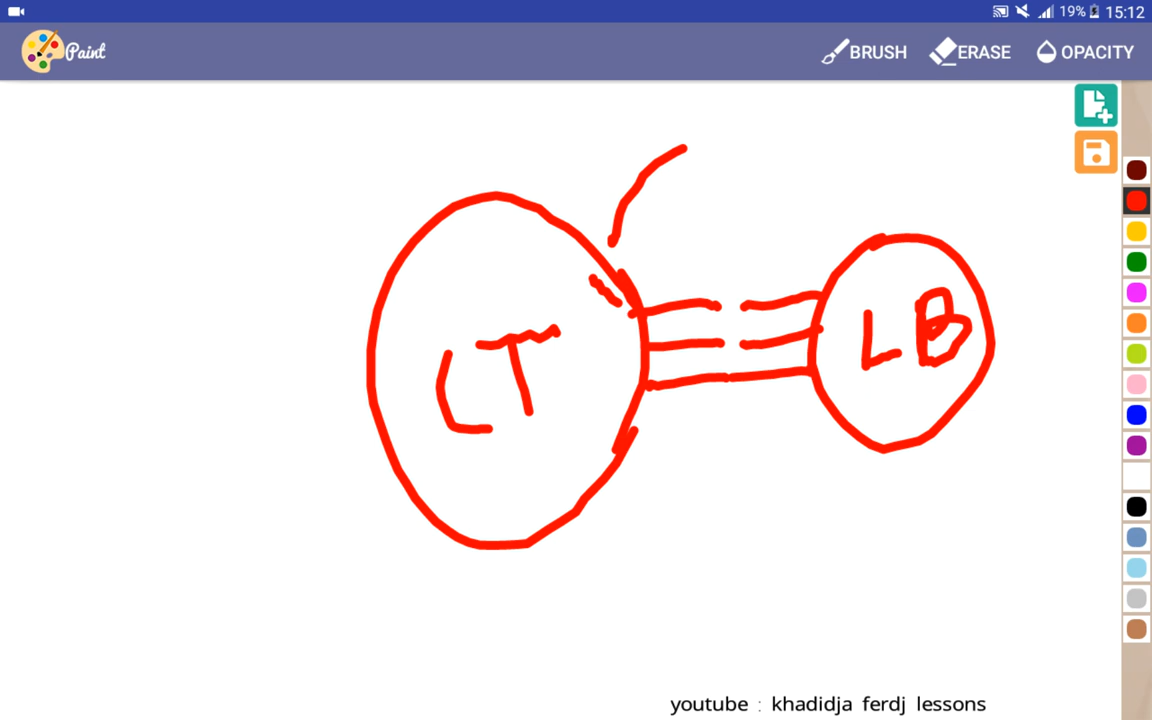 19% 15:12
Paint BRUSH ERASE OPACITY
LT LB
youtube : khadidja ferdj lessons